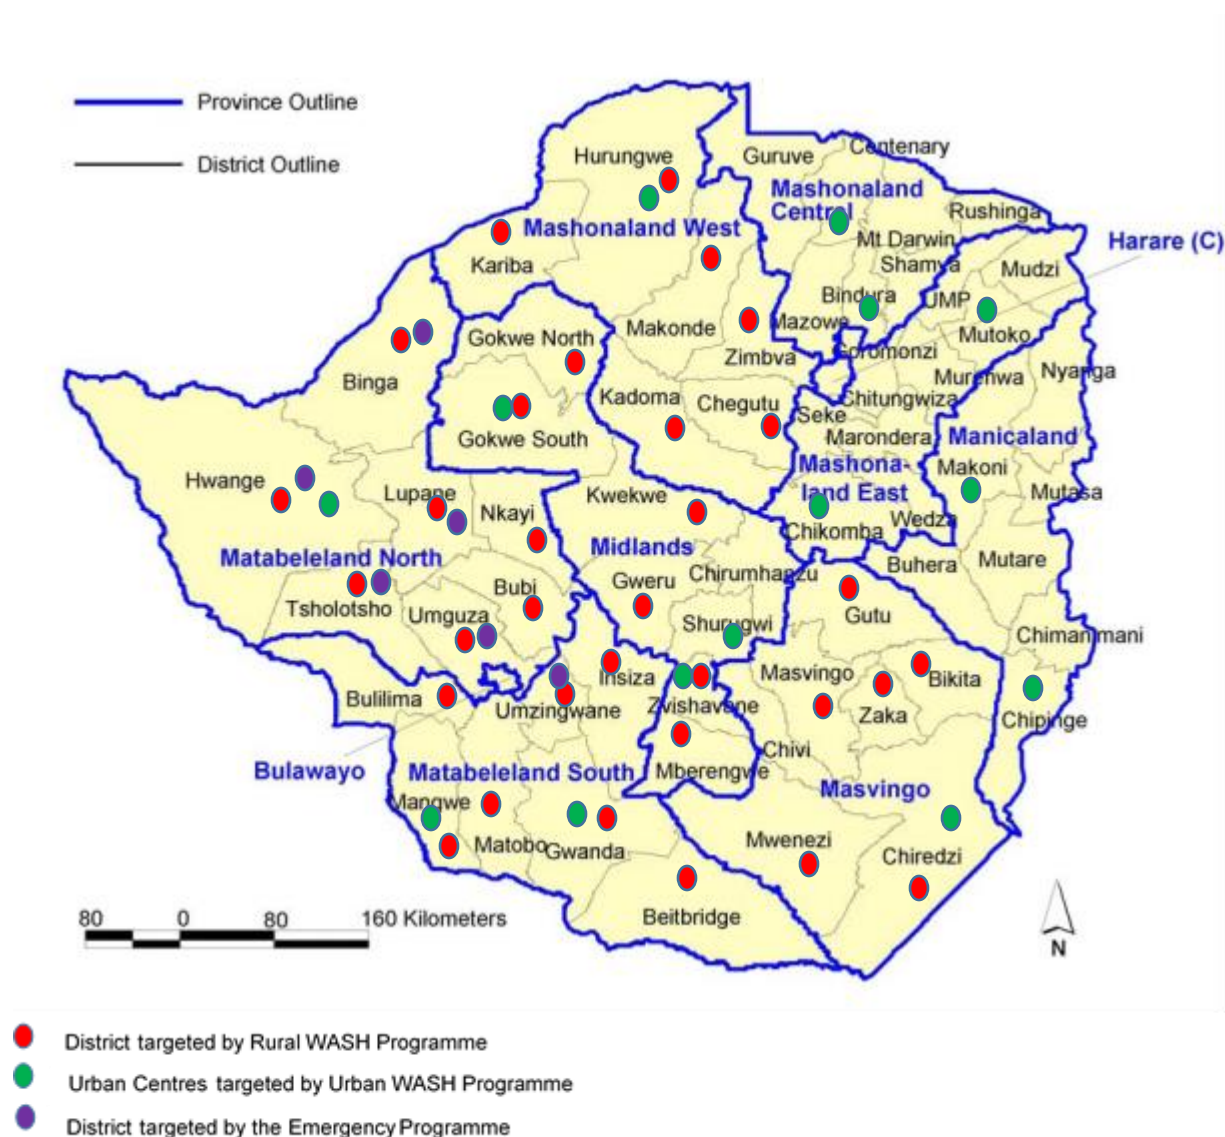 Province Outline
District Outline
Hurungwe
Guruve
Centenary
Mashonaland
Central
Rushinga
Mashonaland West
Mt Darwin
Harare (C)
Kariba
Shamva
Mudzi
Bindura
UMP
Makonde
Mazowe
Mutoko
Gokwe North
Zimbva
Goromonzi
Binga
Murehwa
Nyanga
Kadoma
Chegutu
Chitungwiza
Seke
Gokwe South
Marondera
Manicaland
Mashona-
land East
Makoni
Hwange
Lupane
Kwekwe
Mutasa
Nkayi
Chikomba
Wedza
Matabeleland North
Midlands
Buhera
Mutare
Gweru
Chirumhanzu
Bubi
Tsholotsho
Umguza
Gutu
Shurugwi
Chimanimani
Insiza
Masvingo
Bikita
Bulilima
Umzingwane
Zvishavane
Zaka
Chipinge
Chivi
Bulawayo
Matabeleland South
Mberengwe
Masvingo
Mangwe
Matobo
Gwanda
Mwenezi
Chiredzi
Beitbridge
80 0 80 160 Kilometers
N
District targeted by Rural WASH Programme
Urban Centres targeted by Urban WASH Programme
District targeted by the Emergency Programme